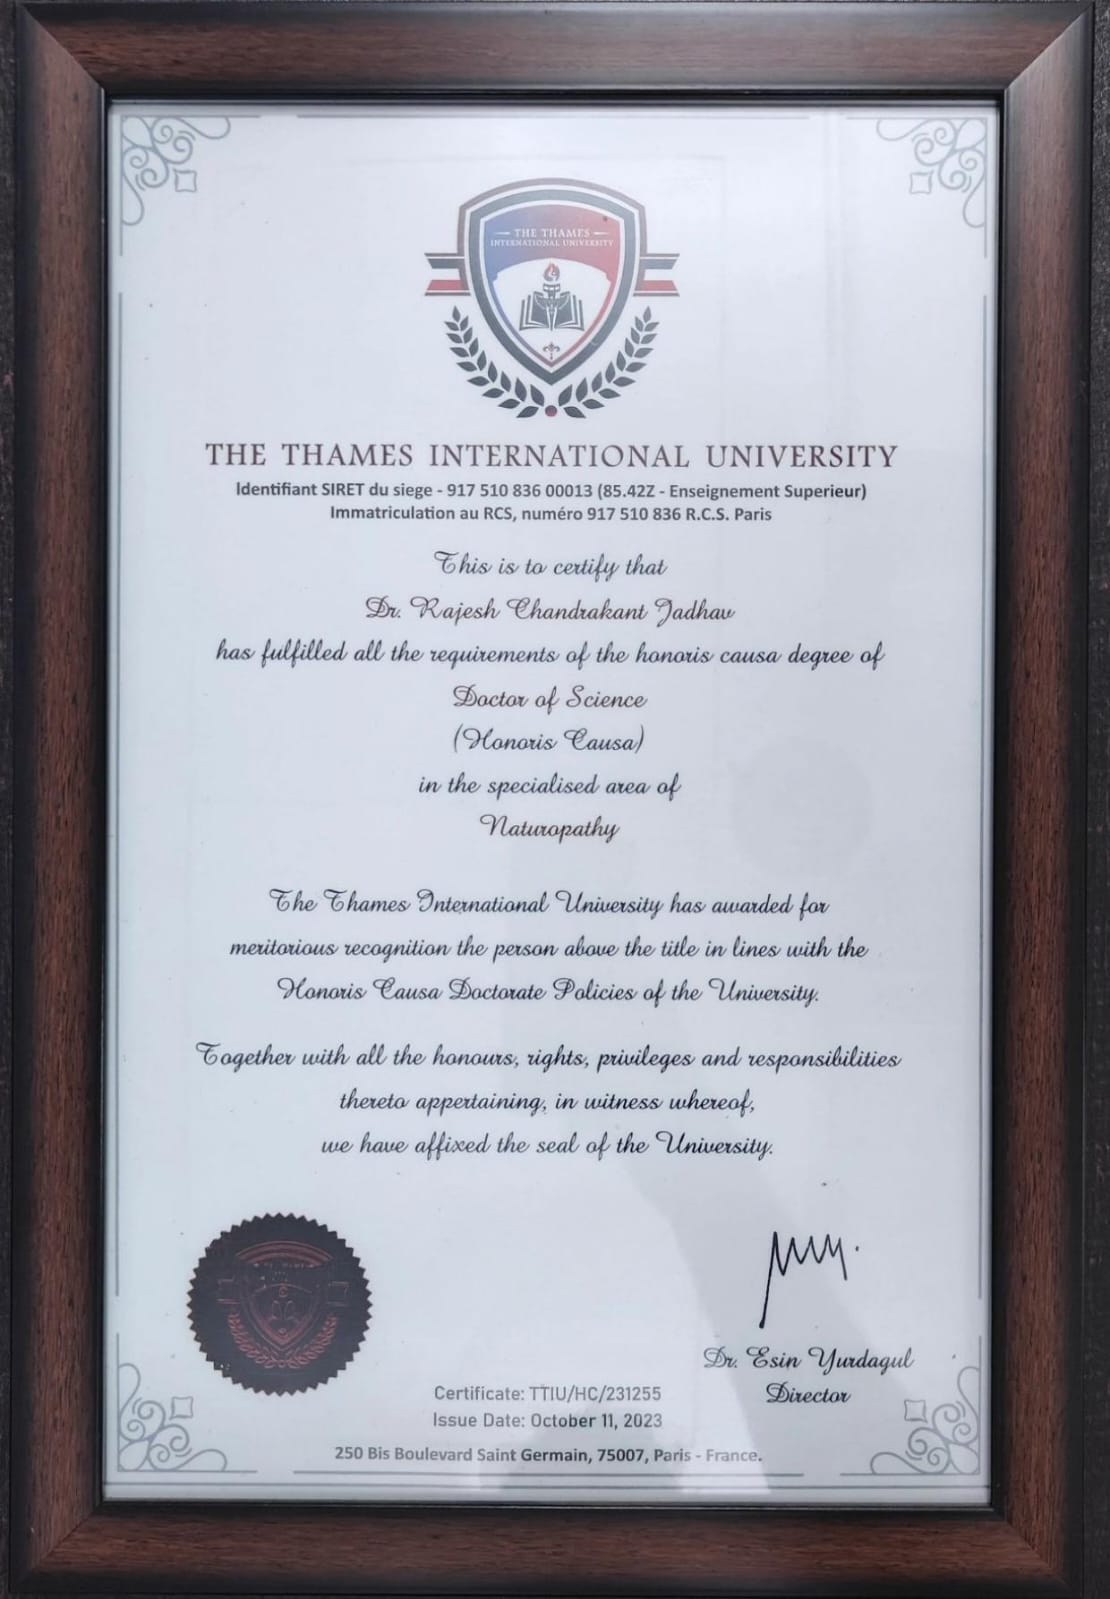 THE THAMES
INTERNATIONAL UNIVERSITY
THE THAMES INTERNATIONAL UNIVERSITY
Identifiant SIRET du siege - 917 510 836 00013 (85.42Z - Enseignement Superieur)
Immatriculation au RCS, numéro 917 510 836 R.C.S. Paris
This is to certify that
Dr. Rajesh Chandrakant Jadhav
has fulfilled all the requirements of the honoris causa degree of
Doctor of Science
(Honoris Causa)
in the specialised area of
Naturopathy
The Thames International University has awarded for
meritorious recognition the person above the title in lines with the
Honoris Causa Doctorate Policies of the University.
Together with all the honours, rights, privileges and responsibilities
thereto appertaining, in witness whereof,
we have affixed the seal of the University.
Dr. Esin Yurdagul
Director
Certificate: TTIU/HC/231255
Issue Date: October 11, 2023
250 Bis Boulevard Saint Germain, 75007, Paris - France.